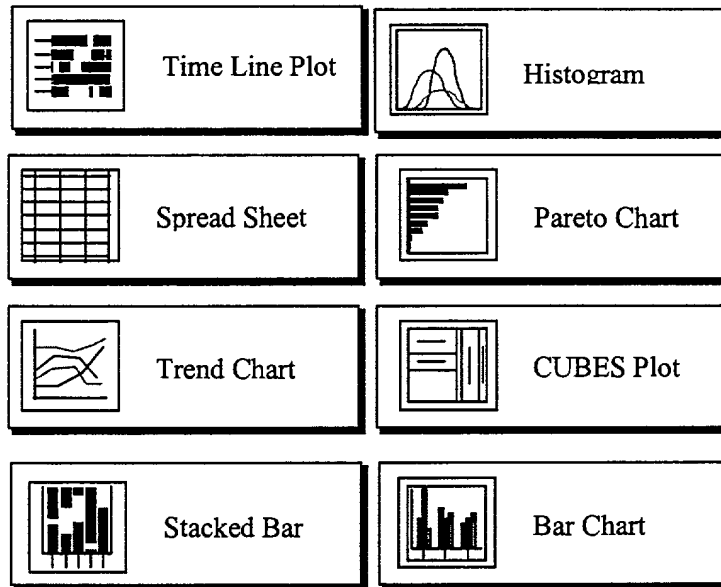 Time Line Plot
Histogram
Spread Sheet
Pareto Chart
Trend Chart
CUBES Plot
Stacked Bar
Bar Chart